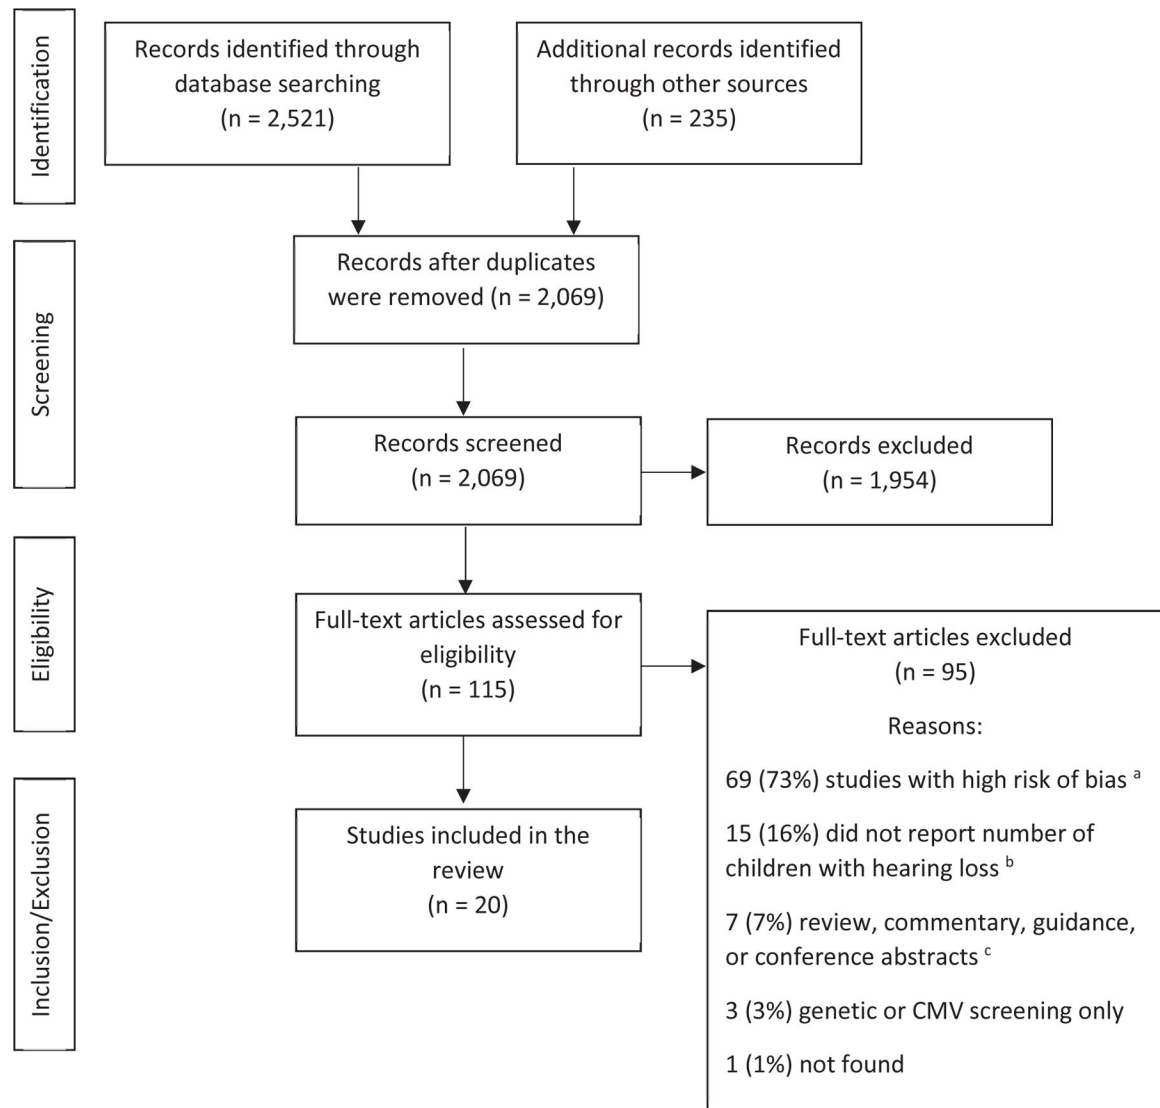 Identification
Records identified through
database searching
(n = 2,521)
Additional records identified
through other sources
(n = 235)
Screening
Records after duplicates
were removed (n = 2,069)
Records screened
(n = 2,069)
Records excluded
(n = 1,954)
Eligibility
Full-text articles assessed for
eligibility
(n = 115)
Full-text articles excluded
(n = 95)
Reasons:
69 (73%) studies with high risk of bias a
15 (16%) did not report number of
children with hearing loss b
7 (7%) review, commentary, guidance,
or conference abstracts c
3 (3%) genetic or CMV screening only
1 (1%) not found
Inclusion/Exclusion
Studies included in the
review
(n = 20)